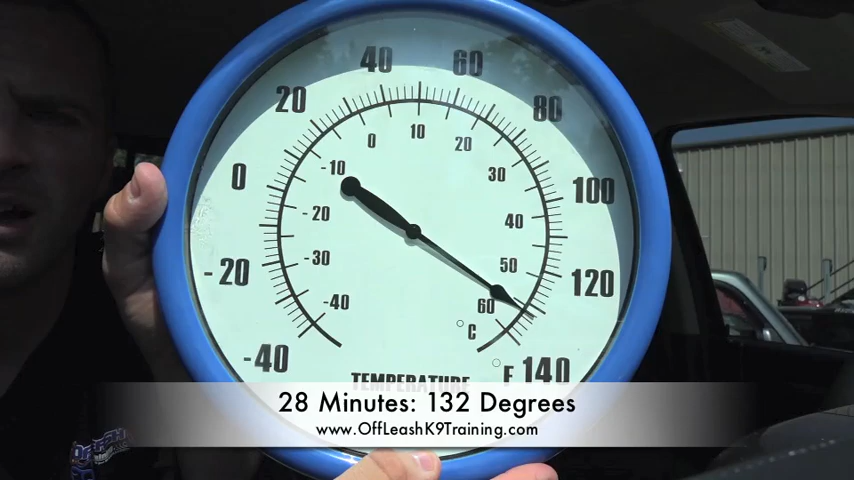 40 60
20 80
0 10 20
-10 30
0 100
-20 40
-30 50
-20 120
-40 60
°C
-40 °F 140
TEMPERATURE
28 Minutes: 132 Degrees
www.OffLeashK9Training.com